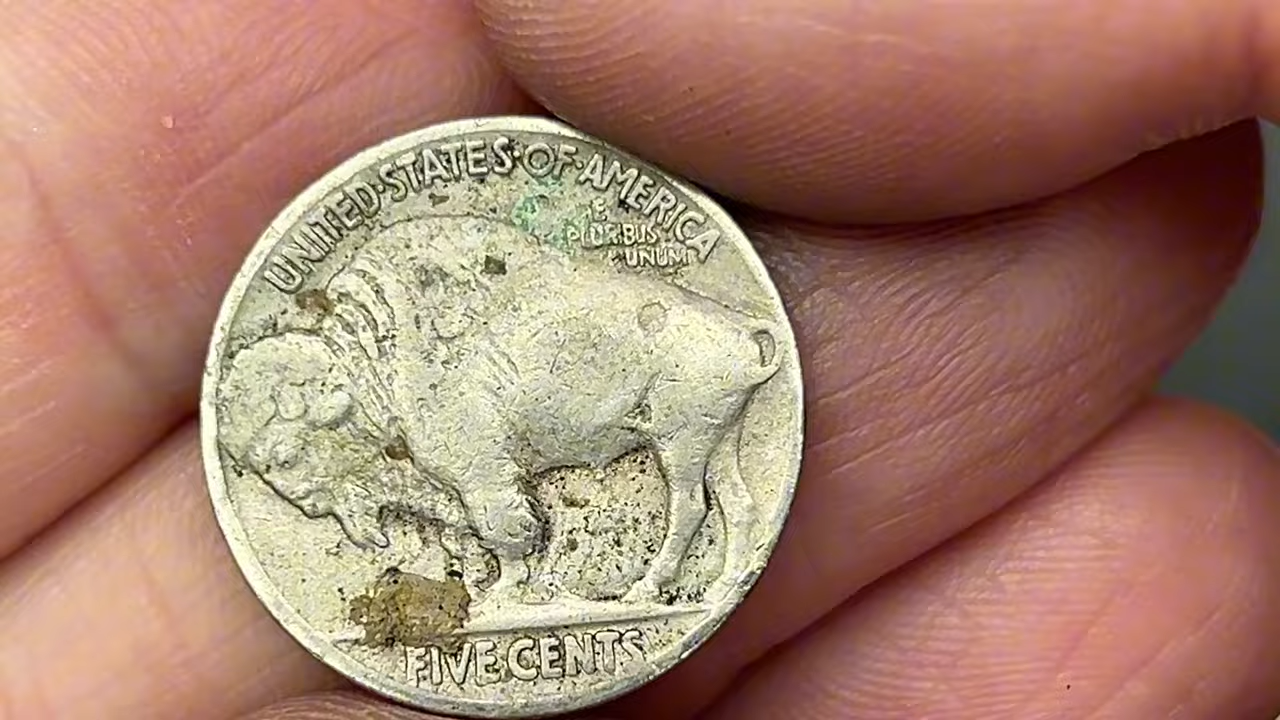 UNITED·STATES·OF·AMERICA
E
PLURIBUS
UNUM
FIVE CENTS